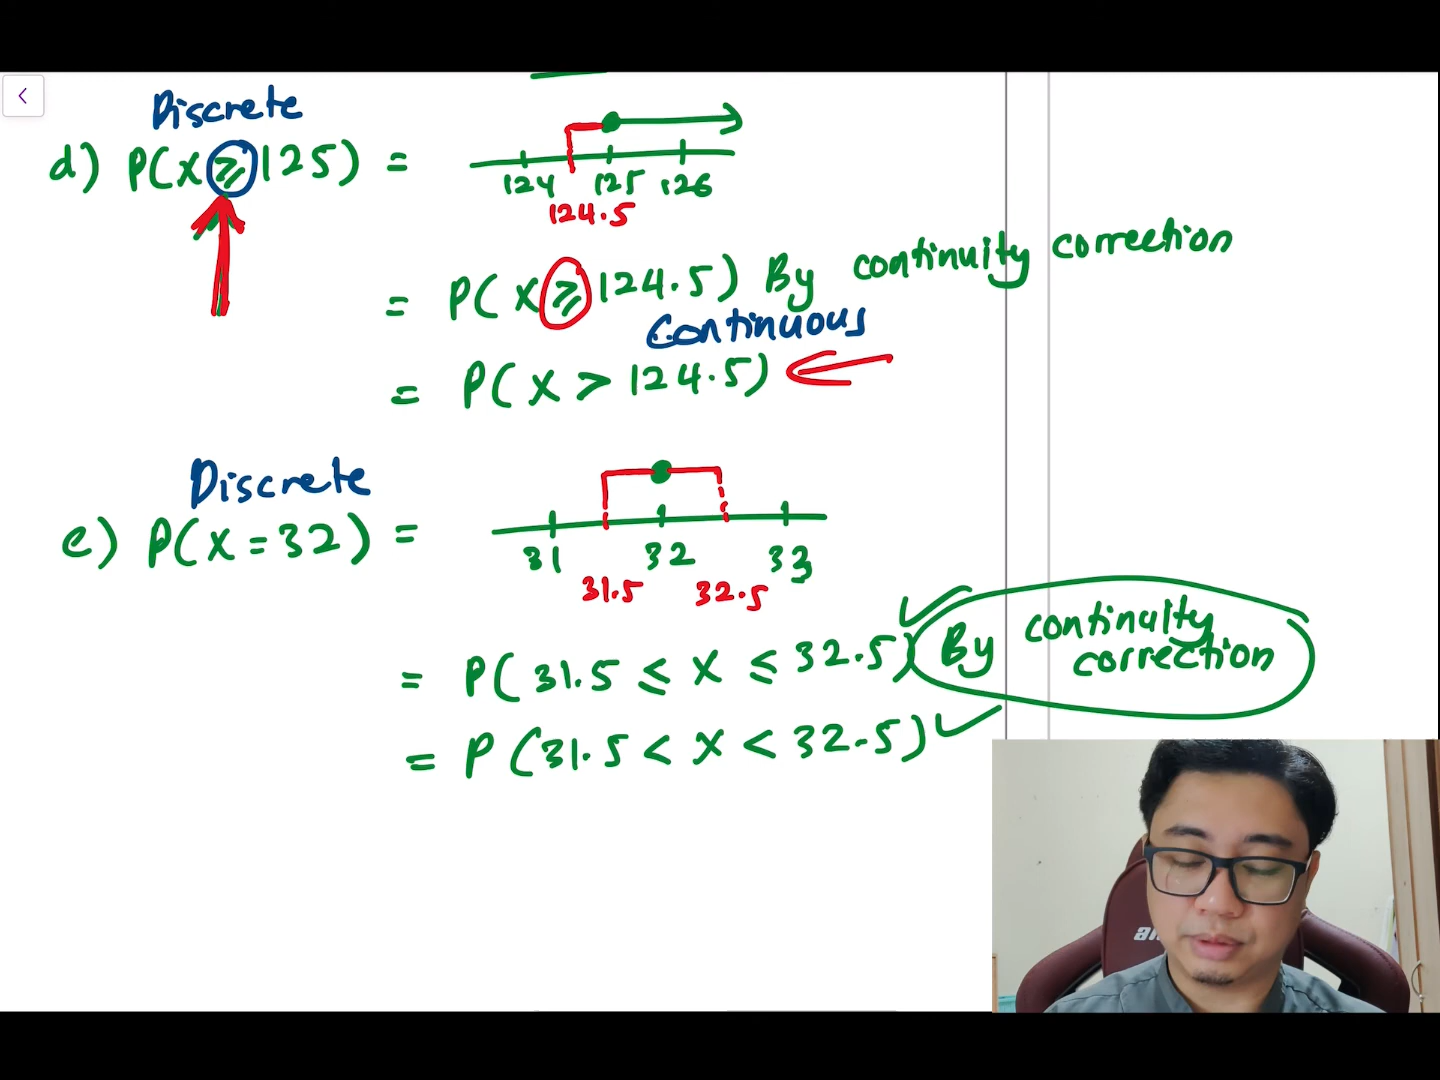 Discrete
d) P(X ≥ 125) =
124 125 126
124.5
= P(X ≥ 124.5) By continuity correction
Continuous
= P(X > 124.5)
Discrete
e) P(X = 32) =
31 32 33
31.5 32.5
= P(31.5 ≤ X ≤ 32.5) By continuity correction
= P(31.5 < X < 32.5)